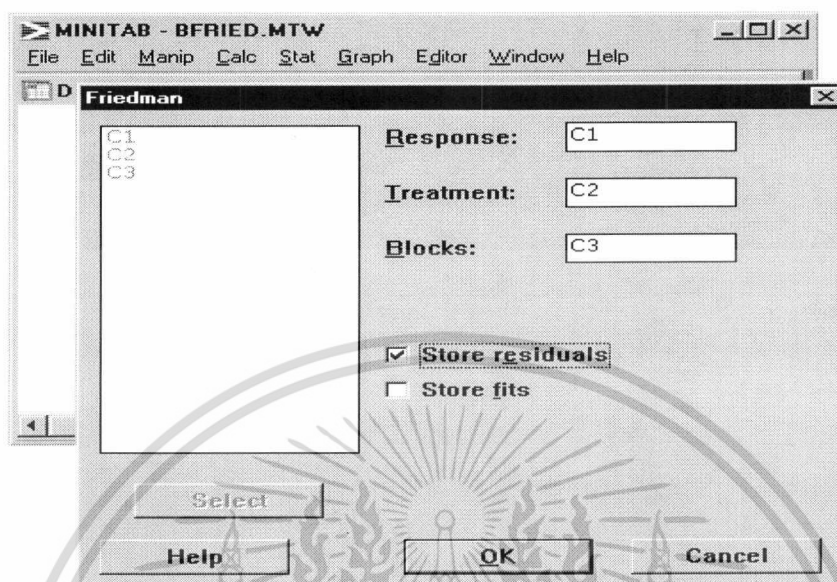 MINITAB - BFRIED.MTW
File Edit Manip Calc Stat Graph Editor Window Help
D
Friedman
C1
C2
C3
Response: C1
Treatment: C2
Blocks: C3
Store residuals
Store fits
Select
Help OK Cancel